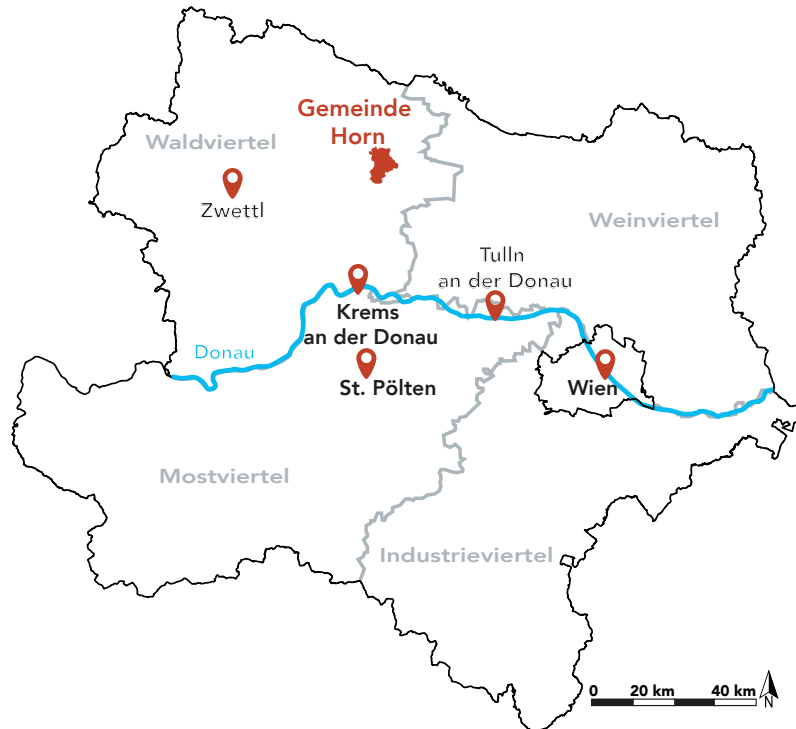 Gemeinde
Horn
Waldviertel
Zwettl
Weinviertel
Tulln
an der Donau
Krems
an der Donau
Donau
St. Pölten
Wien
Mostviertel
Industrieviertel
0 20 km 40 km
N